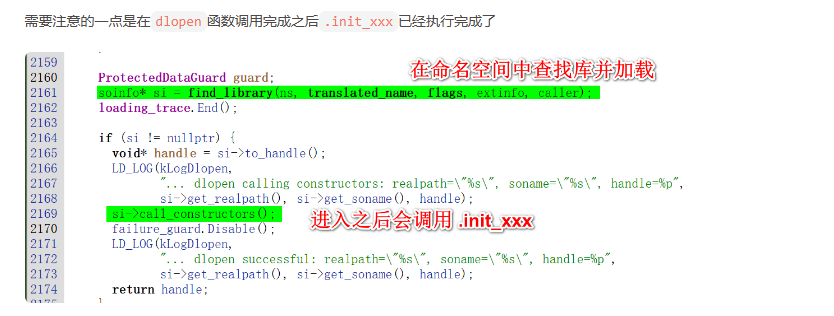 需要注意的一点是在 dlopen 函数调用完成之后 .init_xxx 已经执行完成了
2159
2160 ProtectedDataGuard guard;
在命名空间中查找库并加载
2161 soinfo* si = find_library(ns, translated_name, flags, extinfo, caller);
2162 loading_trace.End();
2163
2164 if (si != nullptr) {
2165 void* handle = si->to_handle();
2166 LD_LOG(kLogDlopen,
2167 "... dlopen calling constructors: realpath=\"%s\", soname=\"%s\", handle=%p",
2168 si->get_realpath(), si->get_soname(), handle);
2169 si->call_constructors();
进入之后会调用 .init_xxx
2170 failure_guard.Disable();
2171 LD_LOG(kLogDlopen,
2172 "... dlopen successful: realpath=\"%s\", soname=\"%s\", handle=%p",
2173 si->get_realpath(), si->get_soname(), handle);
2174 return handle;
2175 }